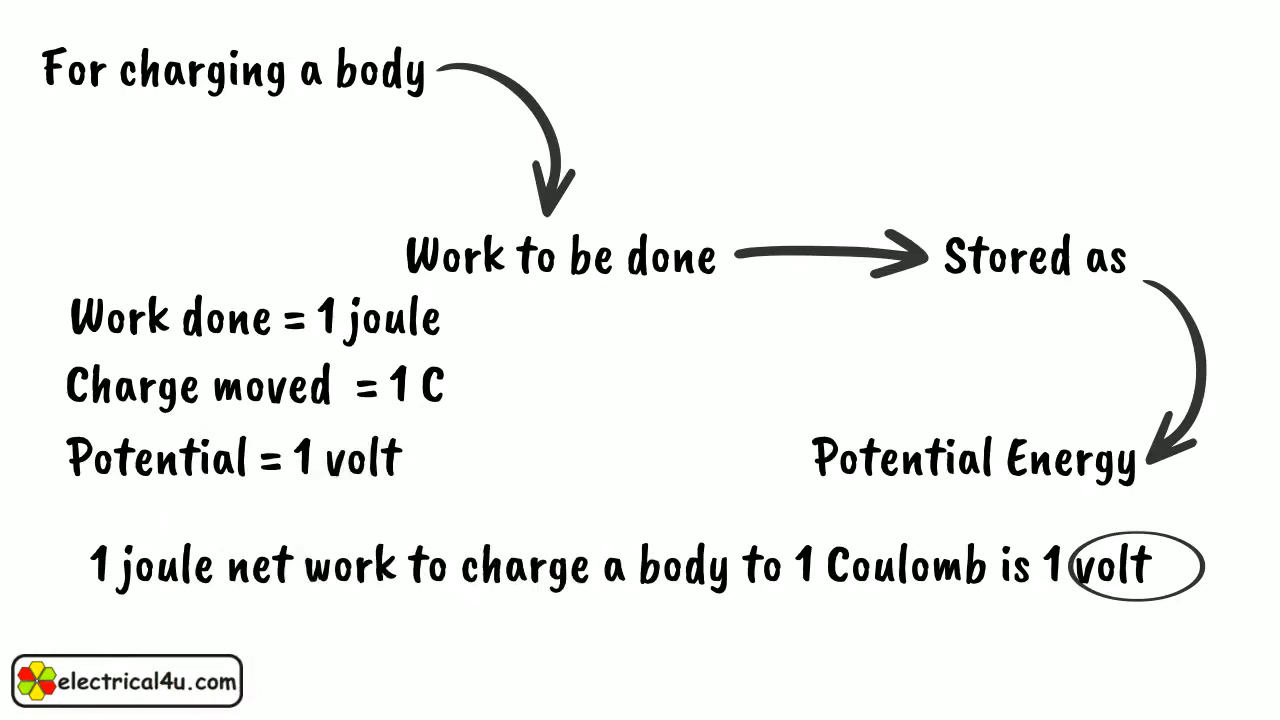 For charging a body
Work to be done
Stored as
Work done = 1 joule
Charge moved = 1 C
Potential = 1 volt
Potential Energy
1 joule net work to charge a body to 1 Coulomb is 1 volt
electrical4u.com